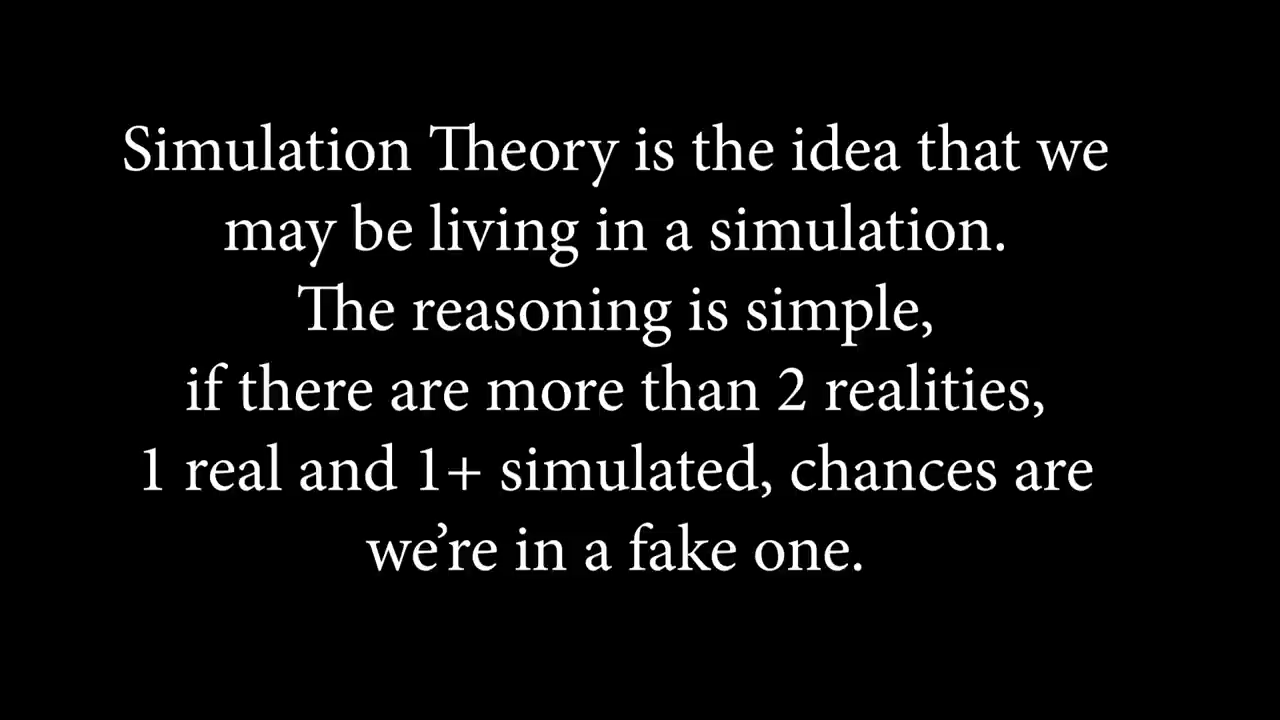 Simulation Theory is the idea that we
may be living in a simulation.
The reasoning is simple,
if there are more than 2 realities,
1 real and 1+ simulated, chances are
we’re in a fake one.